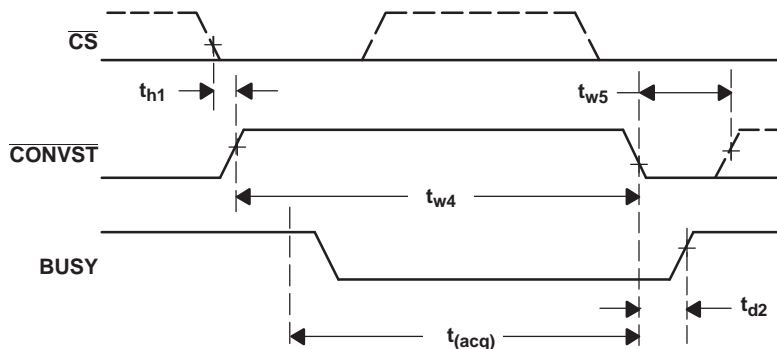 CS
th1
tw5
CONVST
tw4
BUSY
td2
t(acq)